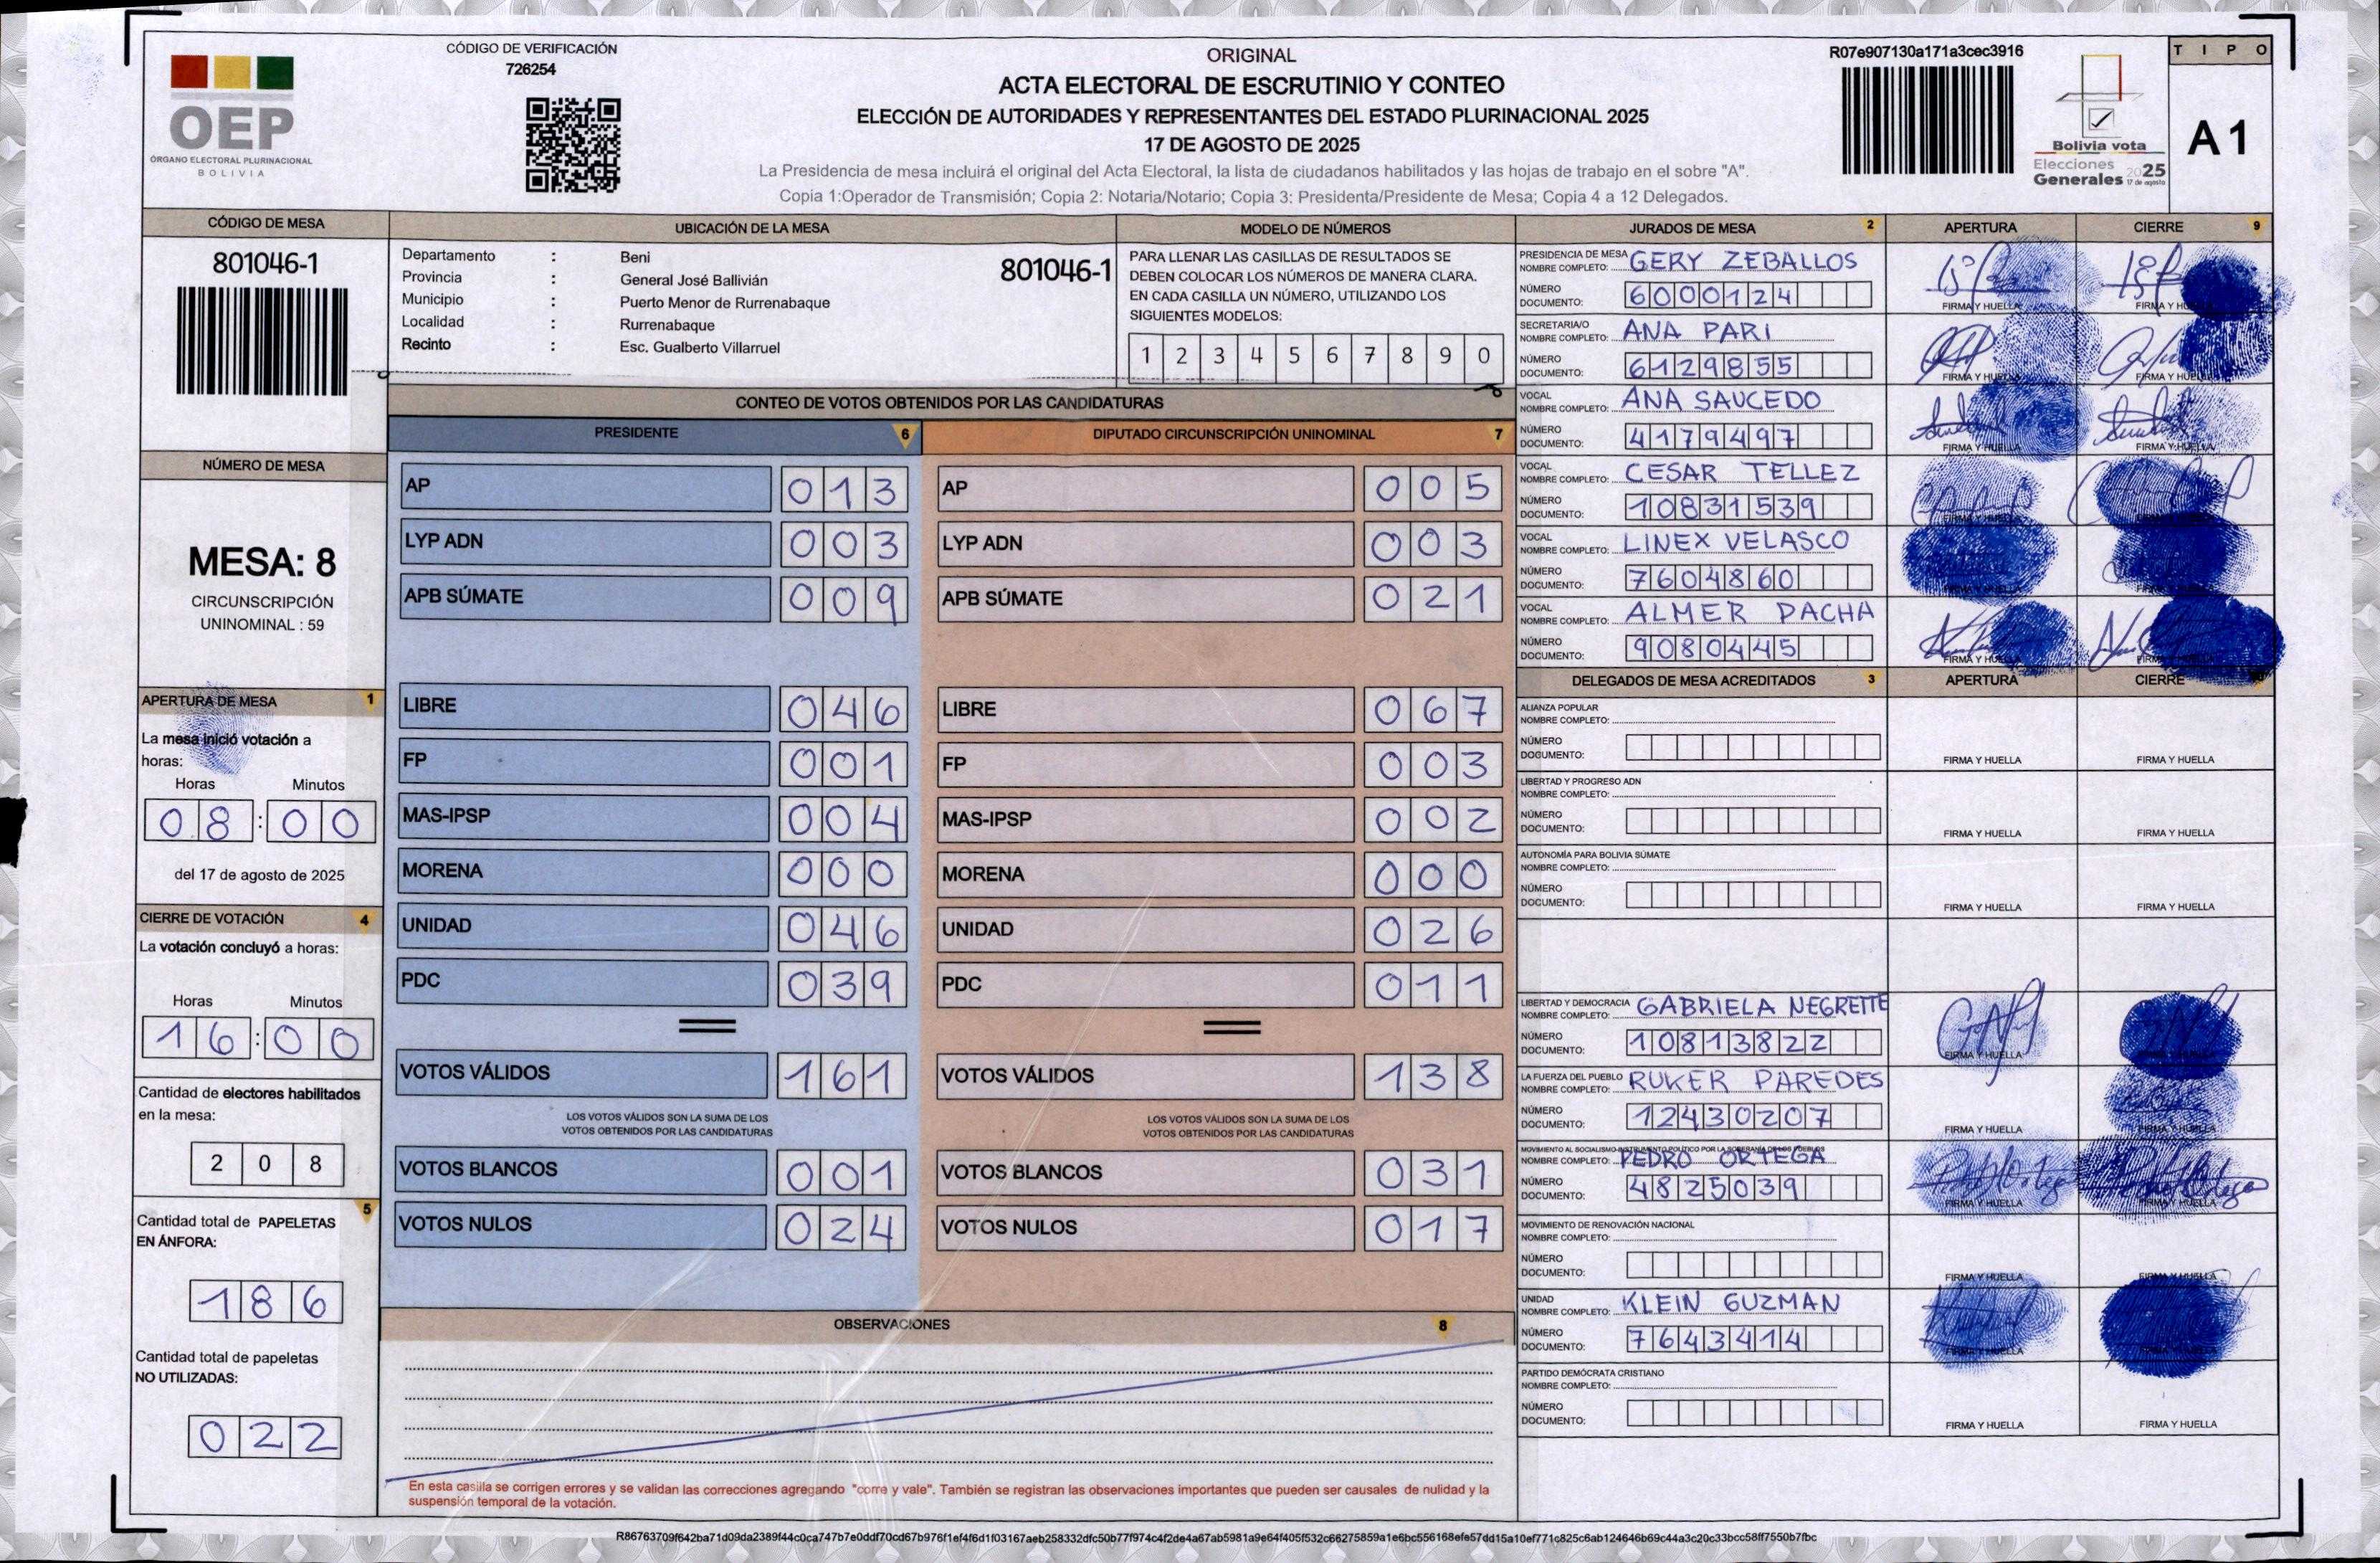 CÓDIGO DE VERIFICACIÓN
726254
OEP
ÓRGANO ELECTORAL PLURINACIONAL
BOLIVIA
ORIGINAL
ACTA ELECTORAL DE ESCRUTINIO Y CONTEO
ELECCIÓN DE AUTORIDADES Y REPRESENTANTES DEL ESTADO PLURINACIONAL 2025
17 DE AGOSTO DE 2025
La Presidencia de mesa incluirá el original del Acta Electoral, la lista de ciudadanos habilitados y las hojas de trabajo en el sobre "A".
Copia 1:Operador de Transmisión; Copia 2: Notaria/Notario; Copia 3: Presidenta/Presidente de Mesa; Copia 4 a 12 Delegados.
R07e907130a171a3cec3916
Bolivia vota
Elecciones
Generales 2025
17 de agosto
TIPO
A1
CÓDIGO DE MESA
801046-1
NÚMERO DE MESA
MESA: 8
CIRCUNSCRIPCIÓN
UNINOMINAL : 59
APERTURA DE MESA 1
La mesa inició votación a
horas:
Horas Minutos
08:00
del 17 de agosto de 2025
CIERRE DE VOTACIÓN 4
La votación concluyó a horas:
Horas Minutos
16:00
Cantidad de electores habilitados
en la mesa:
208
5
Cantidad total de PAPELETAS
EN ÁNFORA:
186
Cantidad total de papeletas
NO UTILIZADAS:
022
UBICACIÓN DE LA MESA
Departamento : Beni
801046-1
Provincia : General José Ballivián
Municipio : Puerto Menor de Rurrenabaque
Localidad : Rurrenabaque
Recinto : Esc. Gualberto Villarruel
MODELO DE NÚMEROS
PARA LLENAR LAS CASILLAS DE RESULTADOS SE
DEBEN COLOCAR LOS NÚMEROS DE MANERA CLARA.
EN CADA CASILLA UN NÚMERO, UTILIZANDO LOS
SIGUIENTES MODELOS:
1 2 3 4 5 6 7 8 9 0
CONTEO DE VOTOS OBTENIDOS POR LAS CANDIDATURAS
PRESIDENTE 6
AP 013
LYP ADN 003
APB SÚMATE 009
LIBRE 046
FP 001
MAS-IPSP 004
MORENA 000
UNIDAD 046
PDC 039
VOTOS VÁLIDOS 161
LOS VOTOS VÁLIDOS SON LA SUMA DE LOS
VOTOS OBTENIDOS POR LAS CANDIDATURAS
VOTOS BLANCOS 001
VOTOS NULOS 024
DIPUTADO CIRCUNSCRIPCIÓN UNINOMINAL 7
AP 005
LYP ADN 003
APB SÚMATE 021
LIBRE 067
FP 003
MAS-IPSP 002
MORENA 000
UNIDAD 026
PDC 011
VOTOS VÁLIDOS 138
LOS VOTOS VÁLIDOS SON LA SUMA DE LOS
VOTOS OBTENIDOS POR LAS CANDIDATURAS
VOTOS BLANCOS 031
VOTOS NULOS 017
OBSERVACIONES 8
En esta casilla se corrigen errores y se validan las correcciones agregando "corre y vale". También se registran las observaciones importantes que pueden ser causales de nulidad y la
suspensión temporal de la votación.
JURADOS DE MESA 2 APERTURA CIERRE 9
PRESIDENCIA DE MESA
NOMBRE COMPLETO: GERY ZEBALLOS
NÚMERO
DOCUMENTO: 6000124
FIRMA Y HUELLA FIRMA Y HUELLA
SECRETARIA/O
NOMBRE COMPLETO: ANA PARI
NÚMERO
DOCUMENTO: 6129855
FIRMA Y HUELLA FIRMA Y HUELLA
VOCAL
NOMBRE COMPLETO: ANA SAUCEDO
NÚMERO
DOCUMENTO: 4179497
FIRMA Y HUELLA FIRMA Y HUELLA
VOCAL
NOMBRE COMPLETO: CESAR TELLEZ
NÚMERO
DOCUMENTO: 10831539
VOCAL
NOMBRE COMPLETO: LINEX VELASCO
NÚMERO
DOCUMENTO: 7604860
VOCAL
NOMBRE COMPLETO: ALMER PACHA
NÚMERO
DOCUMENTO: 9080445
FIRMA Y HUELLA
DELEGADOS DE MESA ACREDITADOS 3 APERTURA CIERRE
ALIANZA POPULAR
NOMBRE COMPLETO:
NÚMERO
DOCUMENTO:
FIRMA Y HUELLA FIRMA Y HUELLA
LIBERTAD Y PROGRESO ADN
NOMBRE COMPLETO:
NÚMERO
DOCUMENTO:
FIRMA Y HUELLA FIRMA Y HUELLA
AUTONOMÍA PARA BOLIVIA SÚMATE
NOMBRE COMPLETO:
NÚMERO
DOCUMENTO:
FIRMA Y HUELLA FIRMA Y HUELLA
LIBERTAD Y DEMOCRACIA
NOMBRE COMPLETO: GABRIELA NEGRETTE
NÚMERO
DOCUMENTO: 10813822
FIRMA Y HUELLA FIRMA Y HUELLA
LA FUERZA DEL PUEBLO
NOMBRE COMPLETO: RUKER PAREDES
NÚMERO
DOCUMENTO: 12430207
FIRMA Y HUELLA FIRMA Y HUELLA
MOVIMIENTO AL SOCIALISMO-INSTRUMENTO POLÍTICO POR LA SOBERANÍA DE LOS PUEBLOS
NOMBRE COMPLETO: PEDRO ORTEGA
NÚMERO
DOCUMENTO: 4825039
FIRMA Y HUELLA FIRMA Y HUELLA
MOVIMIENTO DE RENOVACIÓN NACIONAL
NOMBRE COMPLETO:
NÚMERO
DOCUMENTO:
FIRMA Y HUELLA FIRMA Y HUELLA
UNIDAD
NOMBRE COMPLETO: KLEIN GUZMAN
NÚMERO
DOCUMENTO: 7643414
FIRMA Y HUELLA
PARTIDO DEMÓCRATA CRISTIANO
NOMBRE COMPLETO:
NÚMERO
DOCUMENTO:
FIRMA Y HUELLA FIRMA Y HUELLA